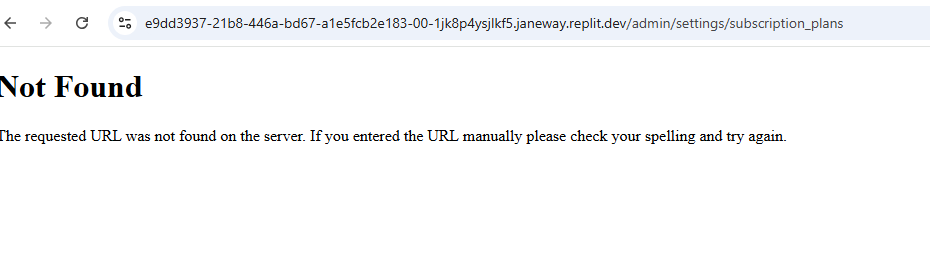 e9dd3937-21b8-446a-bd67-a1e5fcb2e183-00-1jk8p4ysjlkf5.janeway.replit.dev/admin/settings/subscription_plans
Not Found
The requested URL was not found on the server. If you entered the URL manually please check your spelling and try again.